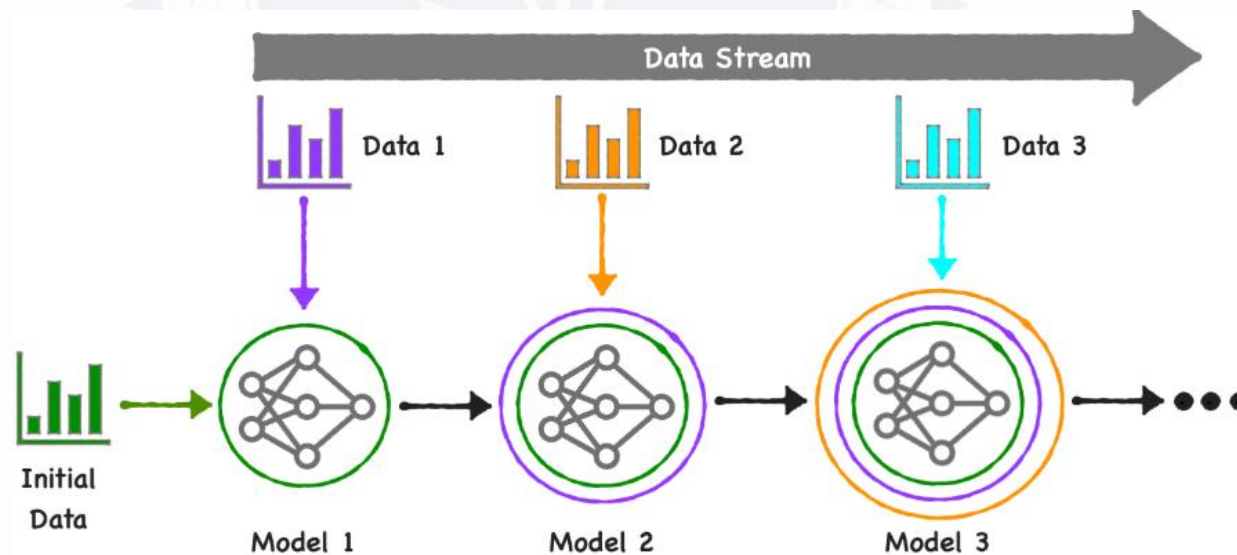 Data Stream
Data 1
Data 2
Data 3
Initial
Data
Model 1
Model 2
Model 3